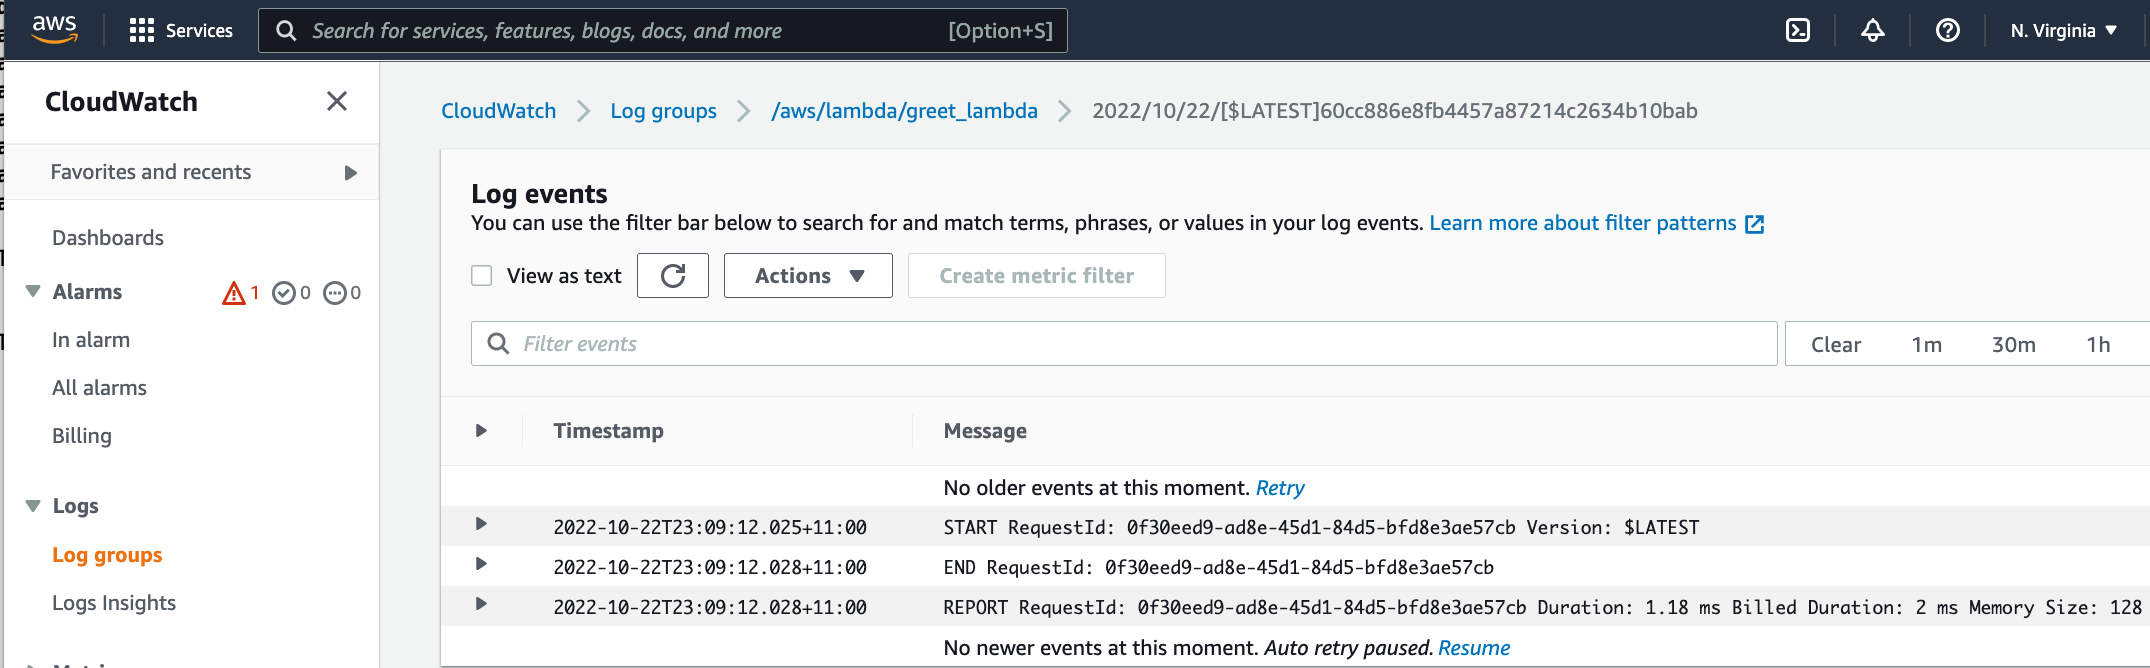 aws
Services
Search for services, features, blogs, docs, and more [Option+S]
N. Virginia
CloudWatch
Favorites and recents
Dashboards
Alarms 1 0 0
In alarm
All alarms
Billing
Logs
Log groups
Logs Insights
CloudWatch > Log groups > /aws/lambda/greet_lambda > 2022/10/22/[$LATEST]60cc886e8fb4457a87214c2634b10bab
Log events
You can use the filter bar below to search for and match terms, phrases, or values in your log events. Learn more about filter patterns
View as text Actions Create metric filter
Filter events Clear 1m 30m 1h
Timestamp Message
No older events at this moment. Retry
2022-10-22T23:09:12.025+11:00 START RequestId: 0f30eed9-ad8e-45d1-84d5-bfd8e3ae57cb Version: $LATEST
2022-10-22T23:09:12.028+11:00 END RequestId: 0f30eed9-ad8e-45d1-84d5-bfd8e3ae57cb
2022-10-22T23:09:12.028+11:00 REPORT RequestId: 0f30eed9-ad8e-45d1-84d5-bfd8e3ae57cb Duration: 1.18 ms Billed Duration: 2 ms Memory Size: 128
No newer events at this moment. Auto retry paused. Resume